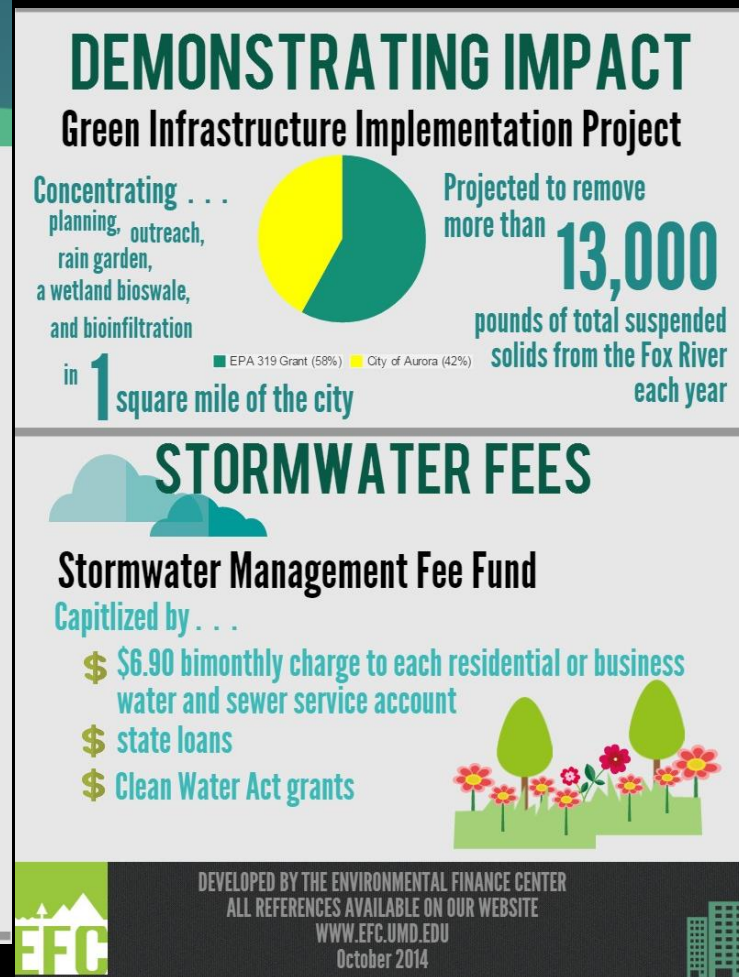 DEMONSTRATING IMPACT
Green Infrastructure Implementation Project
Concentrating . . .
planning, outreach,
rain garden,
a wetland bioswale,
and bioinfiltration
in 1 square mile of the city
EPA 319 Grant (58%) City of Aurora (42%)
Projected to remove
more than 13,000
pounds of total suspended
solids from the Fox River
each year
STORMWATER FEES
Stormwater Management Fee Fund
Capitlized by . . .
$ $6.90 bimonthly charge to each residential or business
water and sewer service account
$ state loans
$ Clean Water Act grants
EFC
DEVELOPED BY THE ENVIRONMENTAL FINANCE CENTER
ALL REFERENCES AVAILABLE ON OUR WEBSITE
WWW.EFC.UMD.EDU
October 2014